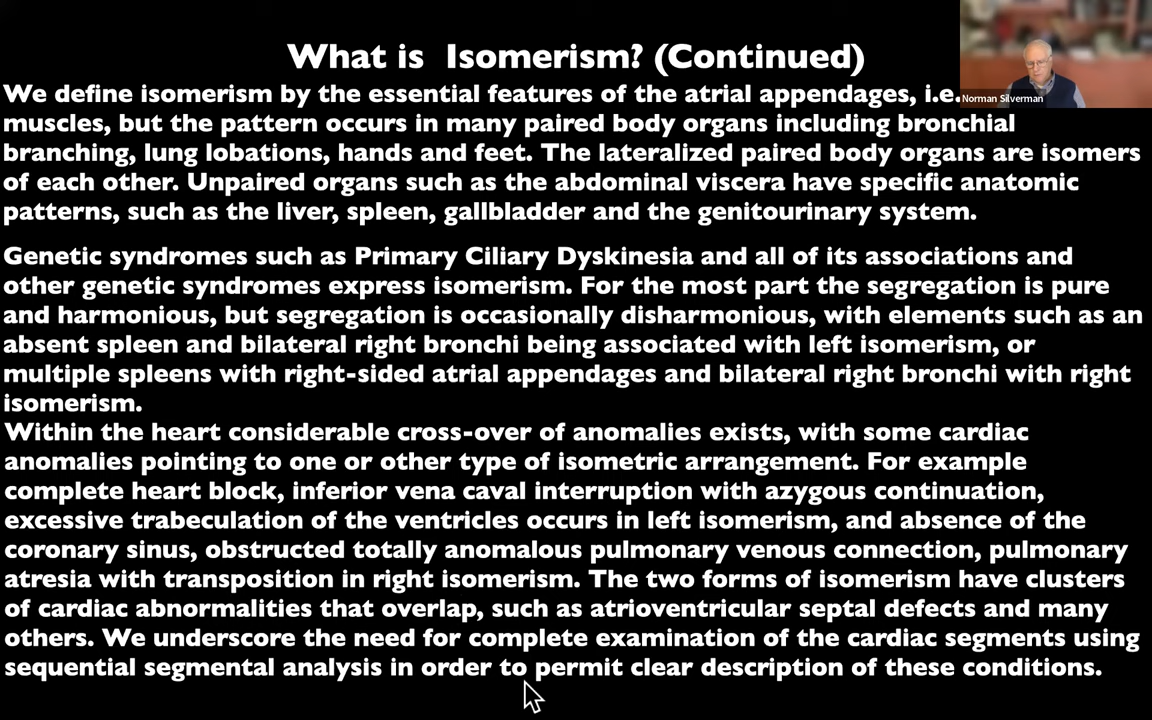 What is Isomerism? (Continued)
We define isomerism by the essential features of the atrial appendages, i.e.
Norman Silverman
muscles, but the pattern occurs in many paired body organs including bronchial
branching, lung lobations, hands and feet. The lateralized paired body organs are isomers
of each other. Unpaired organs such as the abdominal viscera have specific anatomic
patterns, such as the liver, spleen, gallbladder and the genitourinary system.
Genetic syndromes such as Primary Ciliary Dyskinesia and all of its associations and
other genetic syndromes express isomerism. For the most part the segregation is pure
and harmonious, but segregation is occasionally disharmonious, with elements such as an
absent spleen and bilateral right bronchi being associated with left isomerism, or
multiple spleens with right-sided atrial appendages and bilateral right bronchi with right
isomerism.
Within the heart considerable cross-over of anomalies exists, with some cardiac
anomalies pointing to one or other type of isometric arrangement. For example
complete heart block, inferior vena caval interruption with azygous continuation,
excessive trabeculation of the ventricles occurs in left isomerism, and absence of the
coronary sinus, obstructed totally anomalous pulmonary venous connection, pulmonary
atresia with transposition in right isomerism. The two forms of isomerism have clusters
of cardiac abnormalities that overlap, such as atrioventricular septal defects and many
others. We underscore the need for complete examination of the cardiac segments using
sequential segmental analysis in order to permit clear description of these conditions.